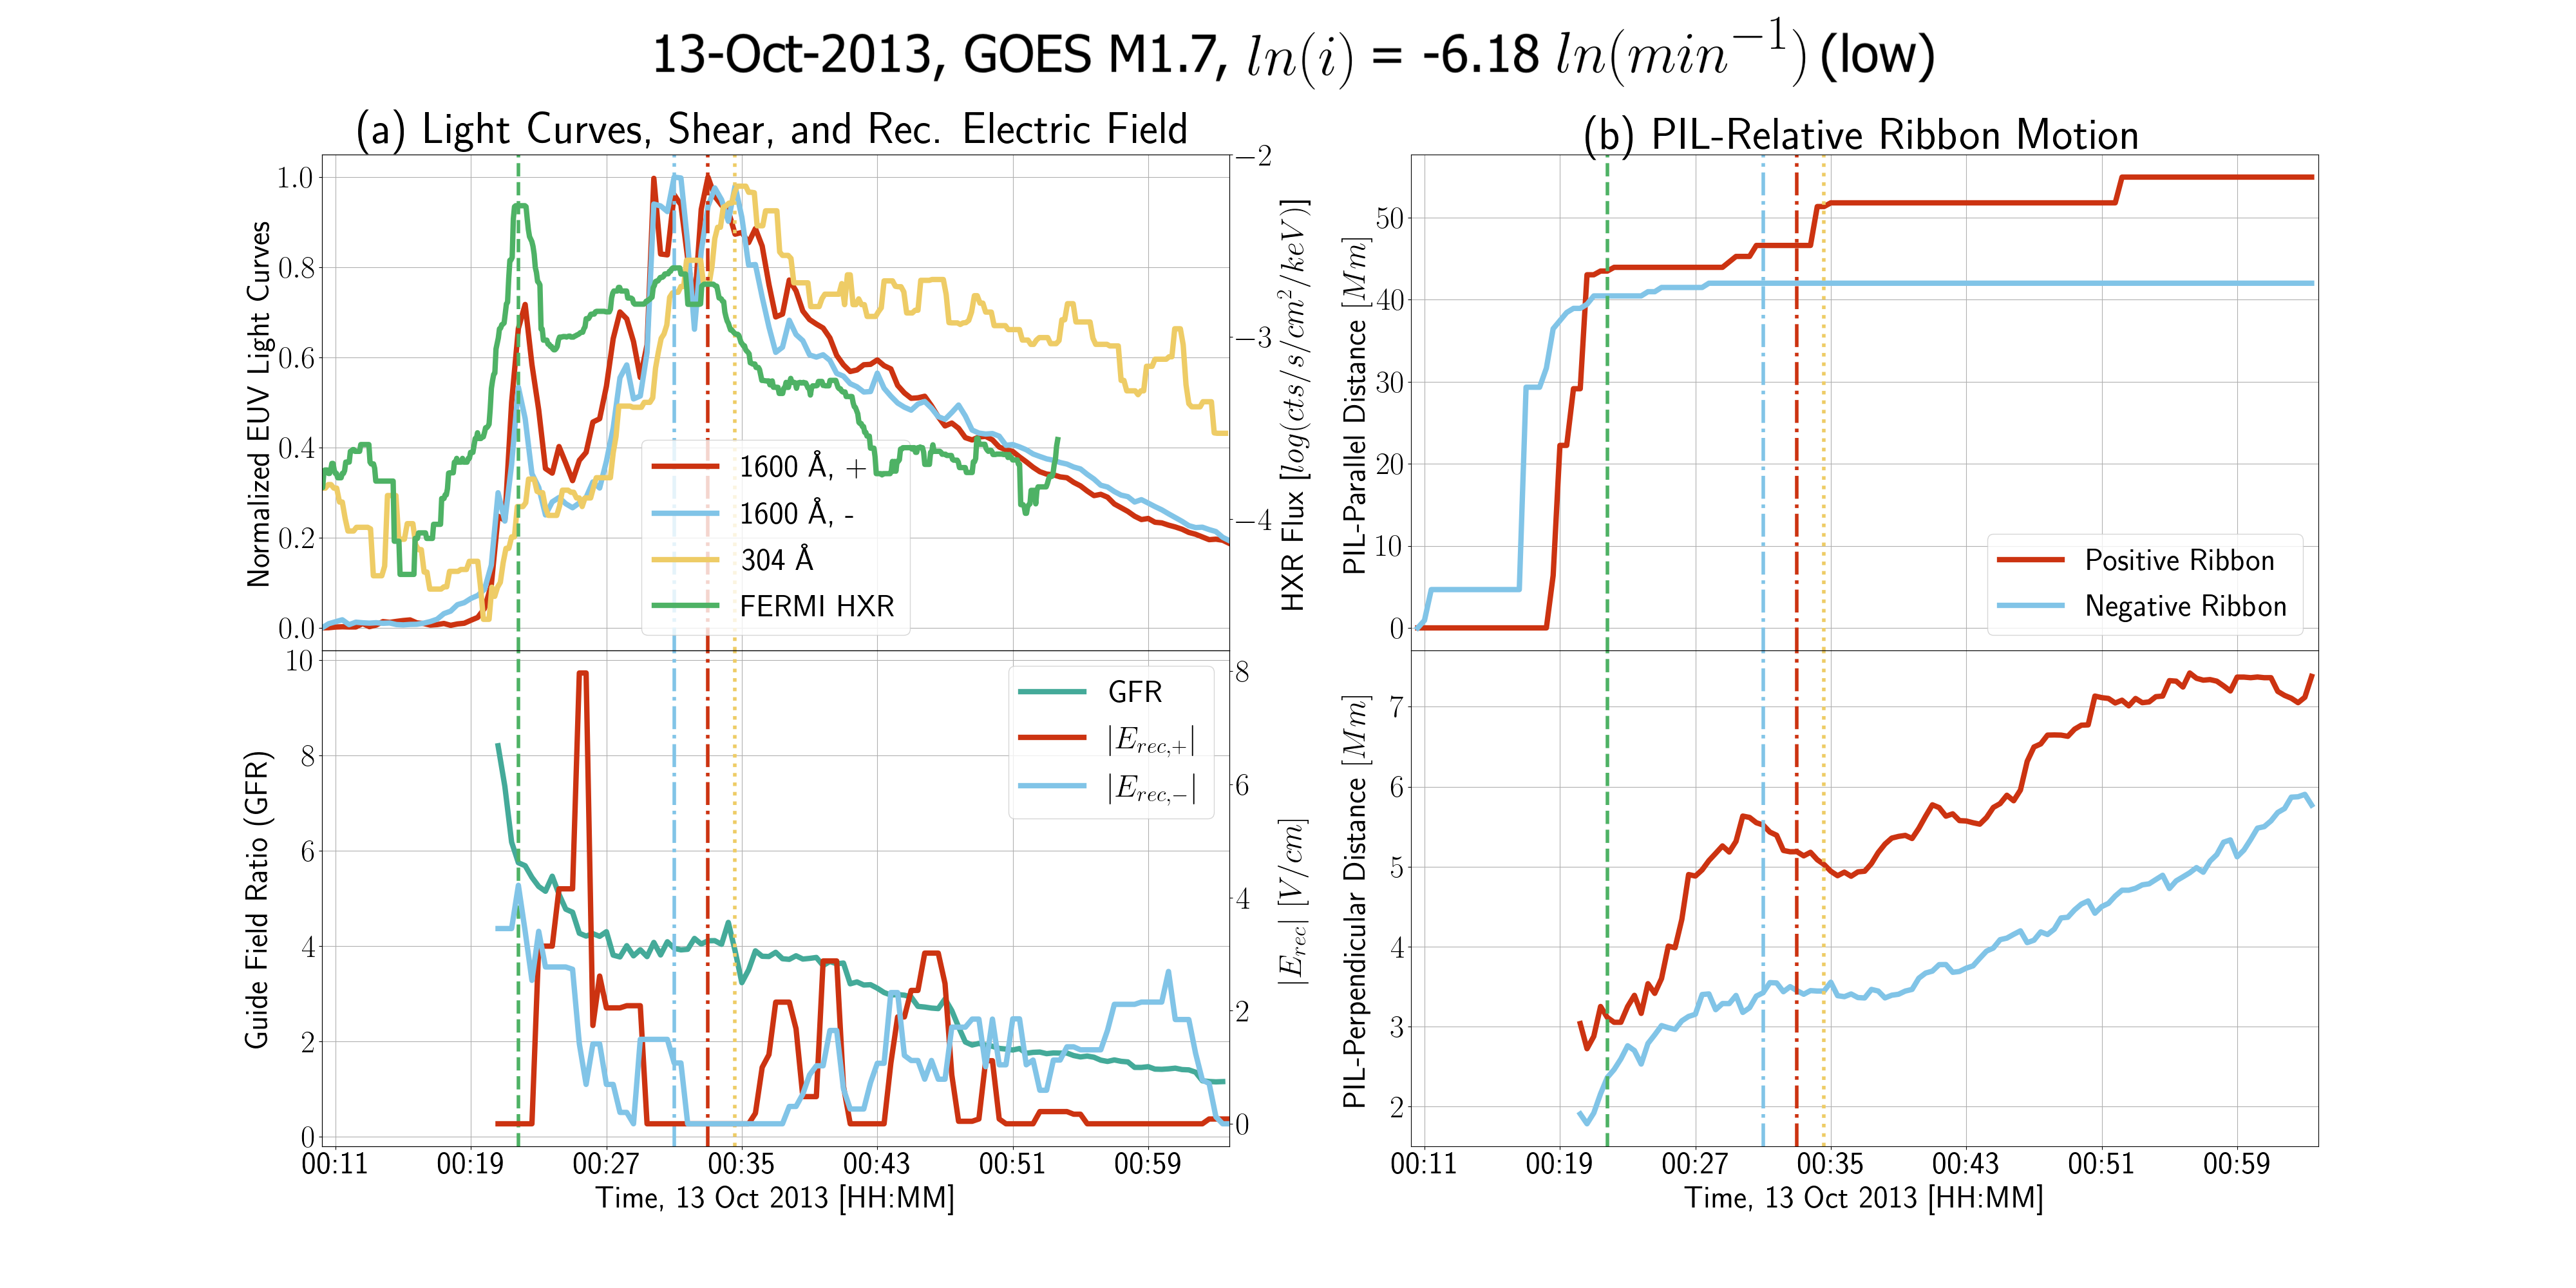 13-Oct-2013, GOES M1.7, ln(i) = -6.18 ln(min⁻¹) (low)
(a) Light Curves, Shear, and Rec. Electric Field
Normalized EUV Light Curves
1.0
0.8
0.6
0.4
0.2
0.0
1600 Å, +
1600 Å, -
304 Å
FERMI HXR
−2
−3
−4
HXR Flux [log(cts/s/cm²/keV)]
Guide Field Ratio (GFR)
10
8
6
4
2
0
GFR
|E_rec,+|
|E_rec,−|
8
6
4
2
0
|E_rec| [V/cm]
00:11 00:19 00:27 00:35 00:43 00:51 00:59
Time, 13 Oct 2013 [HH:MM]
(b) PIL-Relative Ribbon Motion
PIL-Parallel Distance [Mm]
50
40
30
20
10
0
Positive Ribbon
Negative Ribbon
PIL-Perpendicular Distance [Mm]
7
6
5
4
3
2
00:11 00:19 00:27 00:35 00:43 00:51 00:59
Time, 13 Oct 2013 [HH:MM]